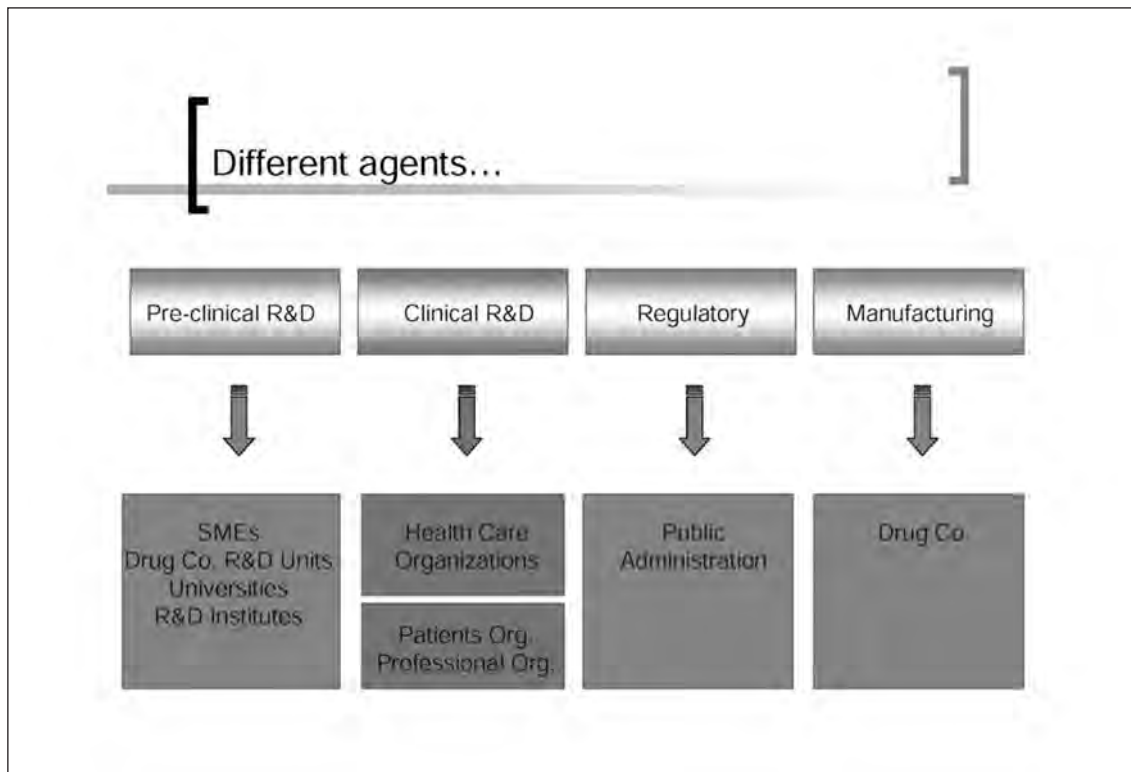 Different agents...
Pre-clinical R&D
Clinical R&D
Regulatory
Manufacturing
SMEs
Drug Co. R&D Units
Universities
R&D Institutes
Health Care
Organizations
Patients Org.
Professional Org.
Public
Administration
Drug Co.